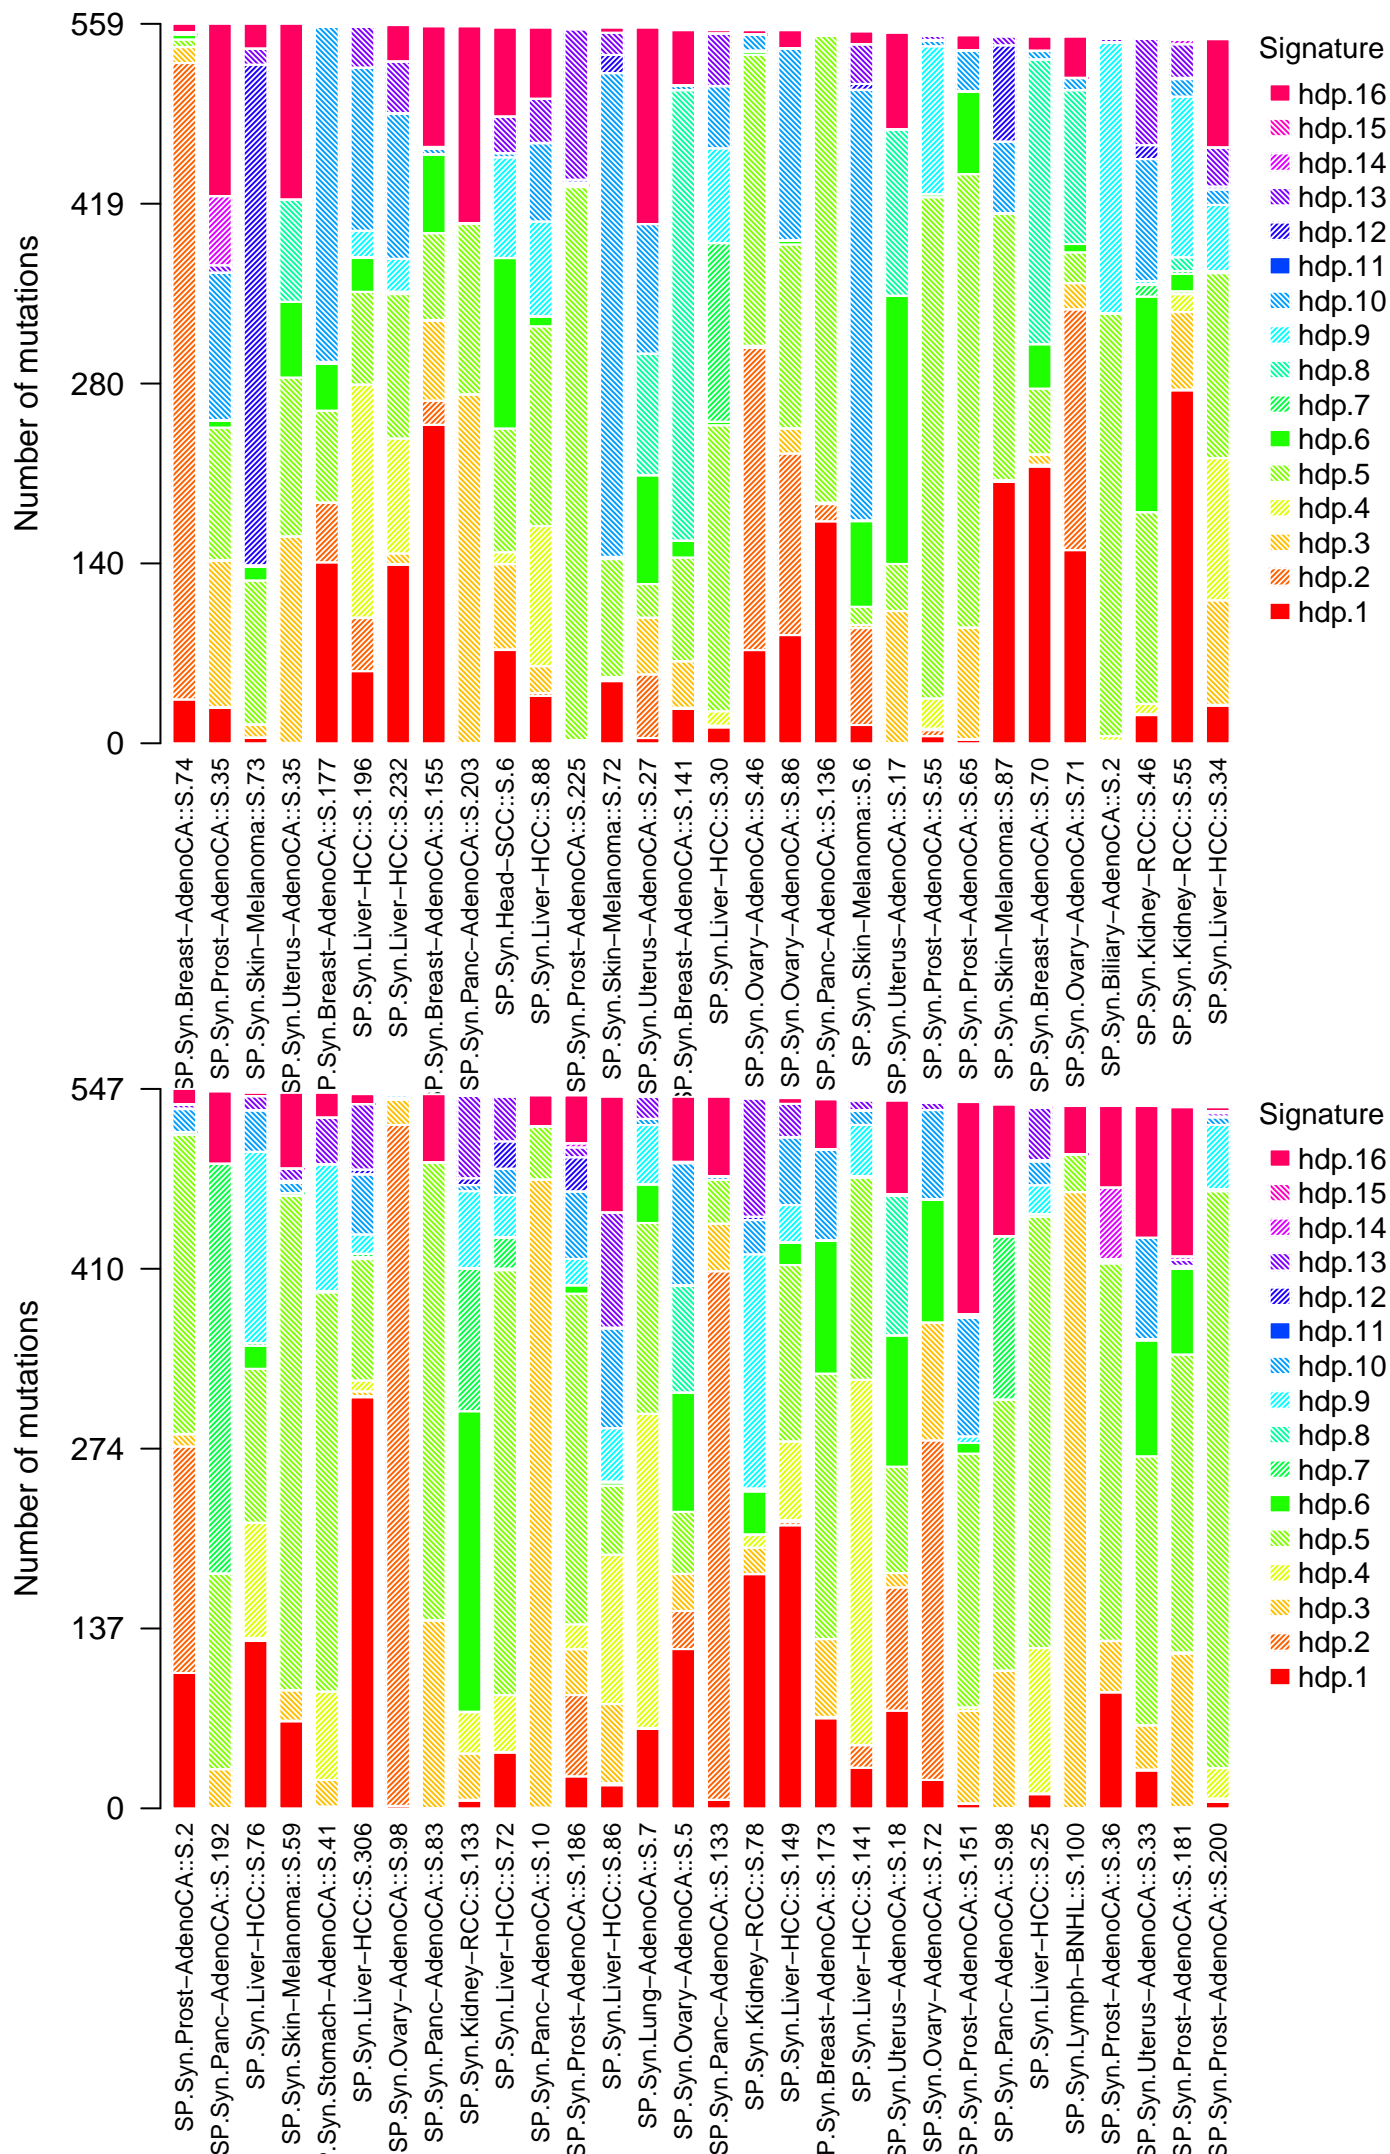 Number of mutations
559
419
280
140
0
Signature
hdp.16
hdp.15
hdp.14
hdp.13
hdp.12
hdp.11
hdp.10
hdp.9
hdp.8
hdp.7
hdp.6
hdp.5
hdp.4
hdp.3
hdp.2
hdp.1
SP.Syn.Breast−AdenoCA::S.74
SP.Syn.Prost−AdenoCA::S.35
SP.Syn.Skin−Melanoma::S.73
SP.Syn.Uterus−AdenoCA::S.35
P.Syn.Breast−AdenoCA::S.177
SP.Syn.Liver−HCC::S.196
SP.Syn.Liver−HCC::S.232
P.Syn.Breast−AdenoCA::S.155
SP.Syn.Panc−AdenoCA::S.203
SP.Syn.Head−SCC::S.6
SP.Syn.Liver−HCC::S.88
SP.Syn.Prost−AdenoCA::S.225
SP.Syn.Skin−Melanoma::S.72
SP.Syn.Uterus−AdenoCA::S.27
SP.Syn.Breast−AdenoCA::S.141
SP.Syn.Liver−HCC::S.30
SP.Syn.Ovary−AdenoCA::S.46
SP.Syn.Ovary−AdenoCA::S.86
SP.Syn.Panc−AdenoCA::S.136
SP.Syn.Skin−Melanoma::S.6
SP.Syn.Uterus−AdenoCA::S.17
SP.Syn.Prost−AdenoCA::S.55
SP.Syn.Prost−AdenoCA::S.65
SP.Syn.Skin−Melanoma::S.87
SP.Syn.Breast−AdenoCA::S.70
SP.Syn.Ovary−AdenoCA::S.71
SP.Syn.Biliary−AdenoCA::S.2
SP.Syn.Kidney−RCC::S.46
SP.Syn.Kidney−RCC::S.55
SP.Syn.Liver−HCC::S.34
Number of mutations
547
410
274
137
0
Signature
hdp.16
hdp.15
hdp.14
hdp.13
hdp.12
hdp.11
hdp.10
hdp.9
hdp.8
hdp.7
hdp.6
hdp.5
hdp.4
hdp.3
hdp.2
hdp.1
SP.Syn.Prost−AdenoCA::S.2
SP.Syn.Panc−AdenoCA::S.192
SP.Syn.Liver−HCC::S.76
SP.Syn.Skin−Melanoma::S.59
P.Syn.Stomach−AdenoCA::S.41
SP.Syn.Liver−HCC::S.306
SP.Syn.Ovary−AdenoCA::S.98
SP.Syn.Panc−AdenoCA::S.83
SP.Syn.Kidney−RCC::S.133
SP.Syn.Liver−HCC::S.72
SP.Syn.Panc−AdenoCA::S.10
SP.Syn.Prost−AdenoCA::S.186
SP.Syn.Liver−HCC::S.86
SP.Syn.Lung−AdenoCA::S.7
SP.Syn.Ovary−AdenoCA::S.5
SP.Syn.Panc−AdenoCA::S.133
SP.Syn.Kidney−RCC::S.78
SP.Syn.Liver−HCC::S.149
P.Syn.Breast−AdenoCA::S.173
SP.Syn.Liver−HCC::S.141
SP.Syn.Uterus−AdenoCA::S.18
SP.Syn.Ovary−AdenoCA::S.72
SP.Syn.Prost−AdenoCA::S.151
SP.Syn.Panc−AdenoCA::S.98
SP.Syn.Liver−HCC::S.25
SP.Syn.Lymph−BNHL::S.100
SP.Syn.Prost−AdenoCA::S.36
SP.Syn.Uterus−AdenoCA::S.33
SP.Syn.Prost−AdenoCA::S.181
SP.Syn.Prost−AdenoCA::S.200